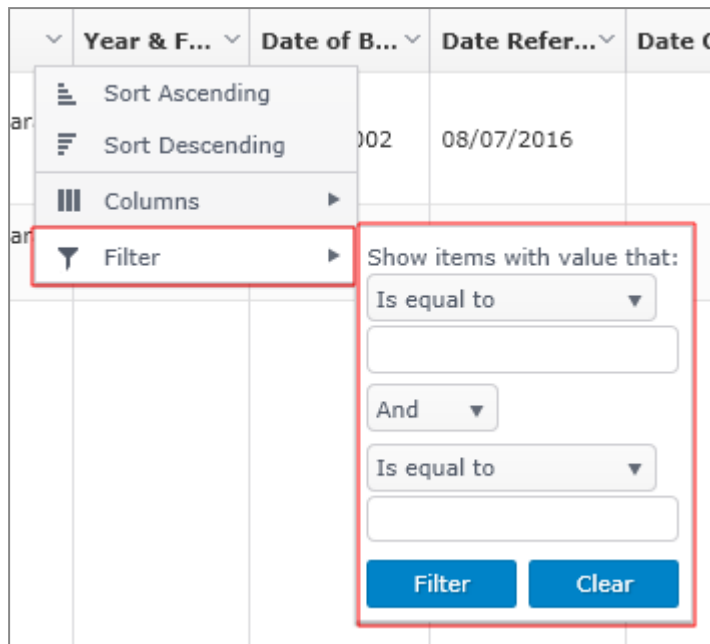 Year & F... Date of B... Date Refer... Date
Sort Ascending
Sort Descending
002 08/07/2016
Columns
Filter
Show items with value that:
Is equal to
And
Is equal to
Filter Clear